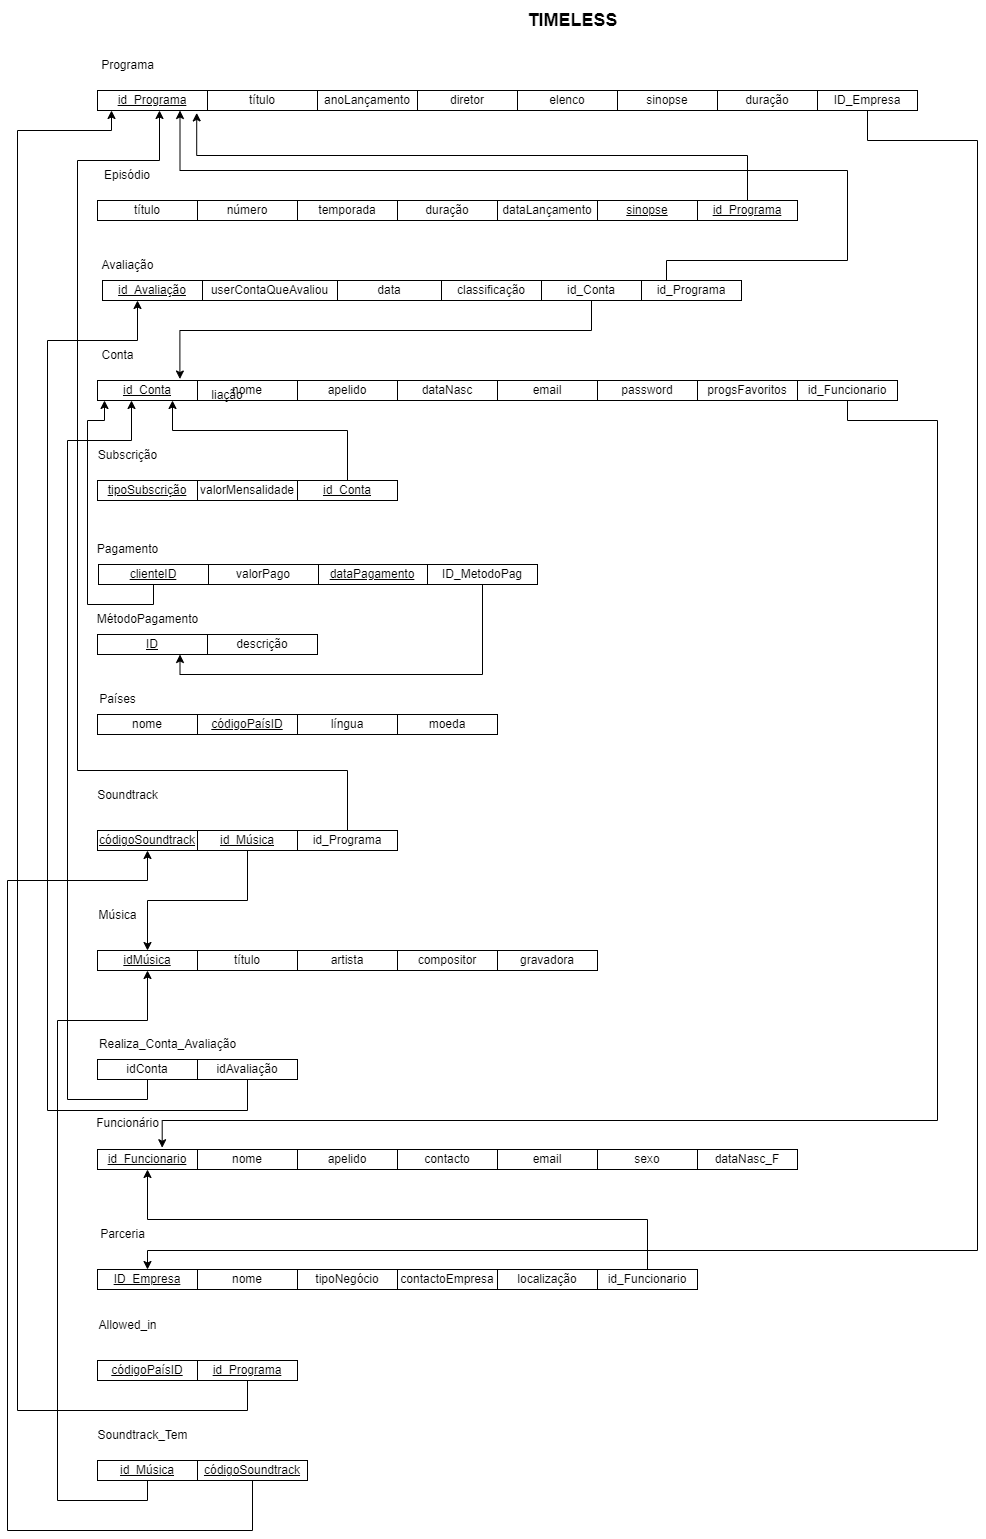 TIMELESS
Programa
id_Programa título anoLançamento diretor elenco sinopse duração ID_Empresa
Episódio
título número temporada duração dataLançamento sinopse id_Programa
Avaliação
id_Avaliação userContaQueAvaliou data classificação id_Conta id_Programa
Conta
id_Conta nome apelido dataNasc email password progsFavoritos id_Funcionario
liação
Subscrição
tipoSubscrição valorMensalidade id_Conta
Pagamento
clienteID valorPago dataPagamento ID_MetodoPag
MétodoPagamento
ID descrição
Países
nome códigoPaísID língua moeda
Soundtrack
códigoSoundtrack id_Música id_Programa
Música
idMúsica título artista compositor gravadora
Realiza_Conta_Avaliação
idConta idAvaliação
Funcionário
id_Funcionario nome apelido contacto email sexo dataNasc_F
Parceria
ID_Empresa nome tipoNegócio contactoEmpresa localização id_Funcionario
Allowed_in
códigoPaísID id_Programa
Soundtrack_Tem
id_Música códigoSoundtrack